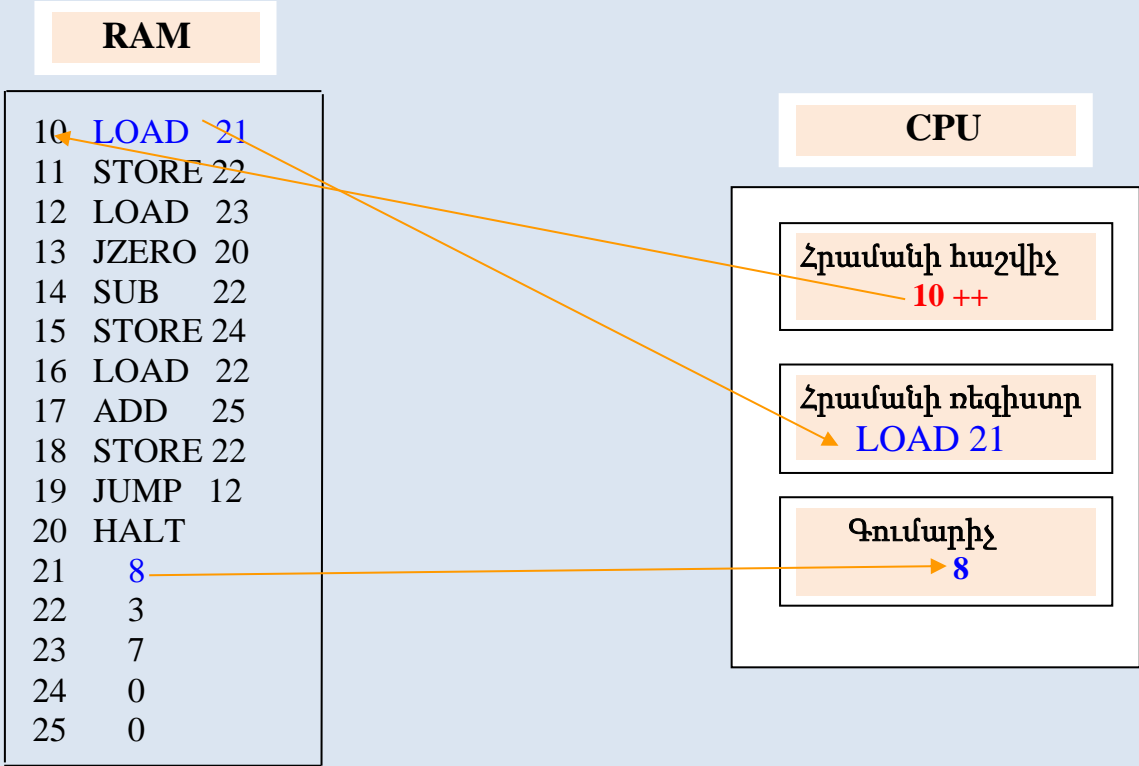 RAM
10 LOAD 21
11 STORE 22
12 LOAD 23
13 JZERO 20
14 SUB 22
15 STORE 24
16 LOAD 22
17 ADD 25
18 STORE 22
19 JUMP 12
20 HALT
21 8
22 3
23 7
24 0
25 0
CPU
Հրամանի հաշվիչ
10 ++
Հրամանի ռեգիստր
LOAD 21
Գումարիչ
8